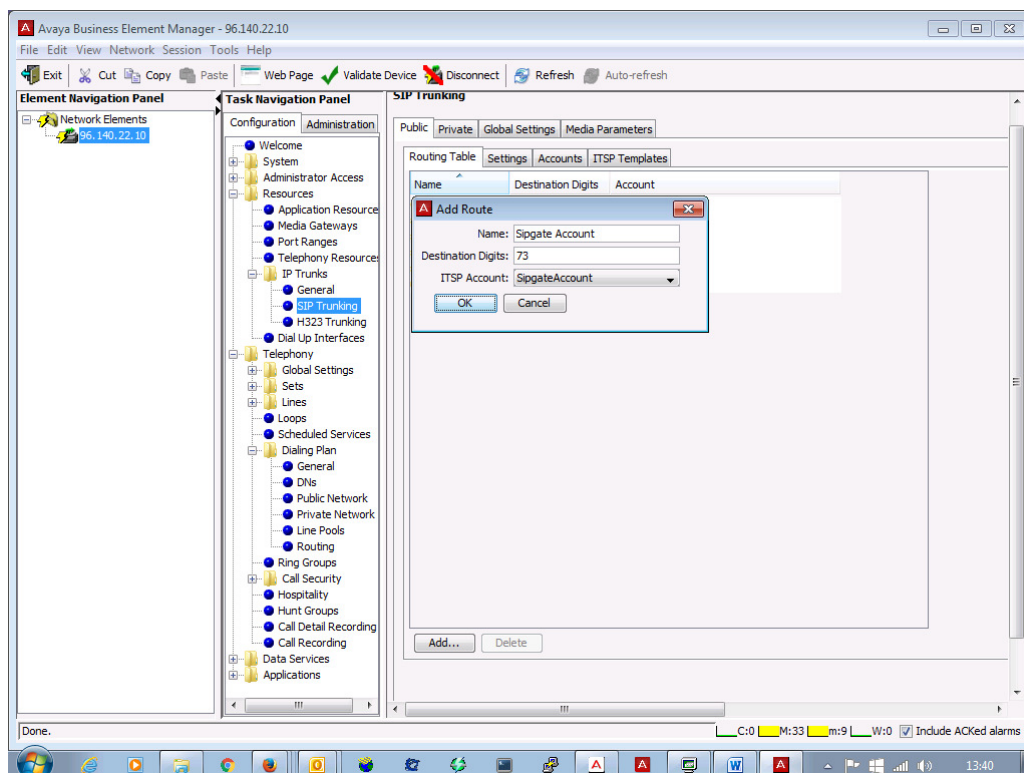 Avaya Business Element Manager - 96.140.22.10
File Edit View Network Session Tools Help
Exit Cut Copy Paste Web Page Validate Device Disconnect Refresh Auto-refresh
Element Navigation Panel
Network Elements
96.140.22.10
Task Navigation Panel
Configuration Administration
Welcome
System
Administrator Access
Resources
Application Resource
Media Gateways
Port Ranges
Telephony Resources
IP Trunks
General
SIP Trunking
H323 Trunking
Dial Up Interfaces
Telephony
Global Settings
Sets
Lines
Loops
Scheduled Services
Dialing Plan
General
DNs
Public Network
Private Network
Line Pools
Routing
Ring Groups
Call Security
Hospitality
Hunt Groups
Call Detail Recording
Call Recording
Data Services
Applications
SIP Trunking
Public Private Global Settings Media Parameters
Routing Table Settings Accounts ITSP Templates
Name Destination Digits Account
Add Route
Name: Sipgate Account
Destination Digits: 73
ITSP Account: SipgateAccount
OK Cancel
Add... Delete
Done.
C:0 M:33 m:9 W:0 Include ACKed alarms
13:40